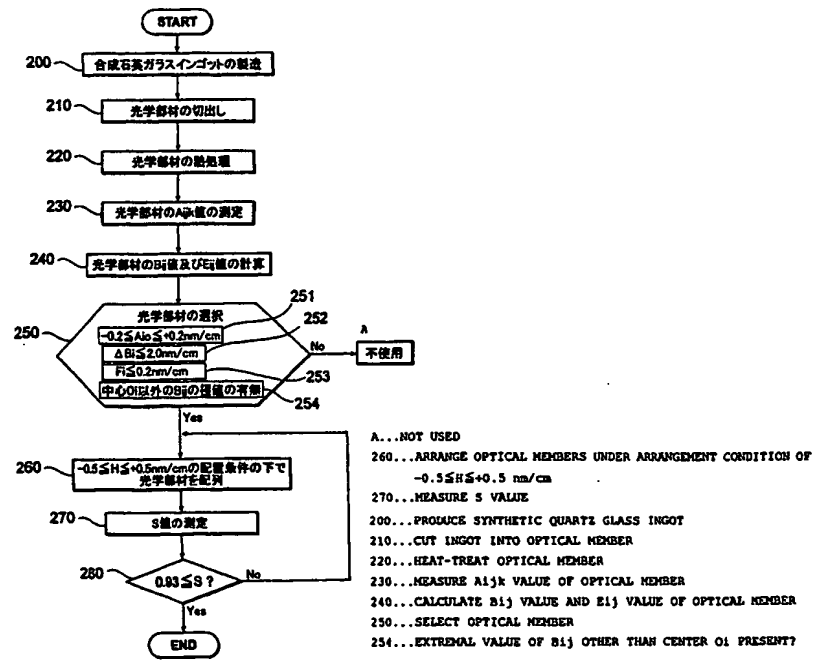 START
200
合成石英ガラスインゴットの製造
210
光学部材の切出し
220
光学部材の熱処理
230
光学部材のAijk値の測定
240
光学部材のBij値及びEij値の計算
250
光学部材の選択
251
-0.2≦Aio≦+0.2nm/cm
252
ΔBi≦2.0nm/cm
253
Fi≦0.2nm/cm
254
中心Oi以外のBijの極値の有無
No
A
不使用
Yes
260
-0.5≦H≦+0.5nm/cmの配置条件の下で
光学部材を配列
270
S値の測定
280
0.93≦S?
No
Yes
END
A...NOT USED
260...ARRANGE OPTICAL MEMBERS UNDER ARRANGEMENT CONDITION OF
-0.5≦H≦+0.5 nm/cm
270...MEASURE S VALUE
200...PRODUCE SYNTHETIC QUARTZ GLASS INGOT
210...CUT INGOT INTO OPTICAL MEMBER
220...HEAT-TREAT OPTICAL MEMBER
230...MEASURE Aijk VALUE OF OPTICAL MEMBER
240...CALCULATE Bij VALUE AND Eij VALUE OF OPTICAL MEMBER
250...SELECT OPTICAL MEMBER
254...EXTREMAL VALUE OF Bij OTHER THAN CENTER Oi PRESENT?